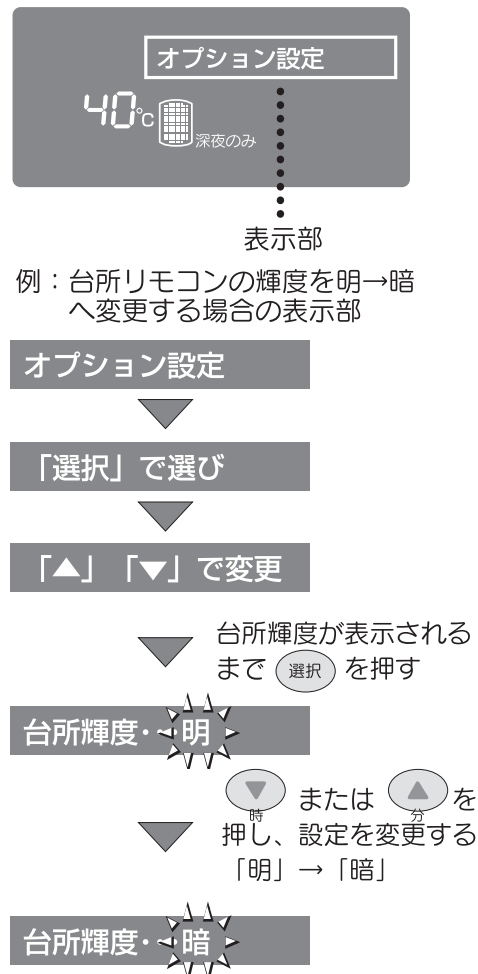 オプション設定
40℃
深夜のみ
表示部
例：台所リモコンの輝度を明→暗
へ変更する場合の表示部
オプション設定
「選択」で選び
「▲」「▼」で変更
台所輝度が表示される
まで 選択 を押す
台所輝度・・明
▼ または ▲ を
時 分
押し、設定を変更する
「明」→「暗」
台所輝度・・暗